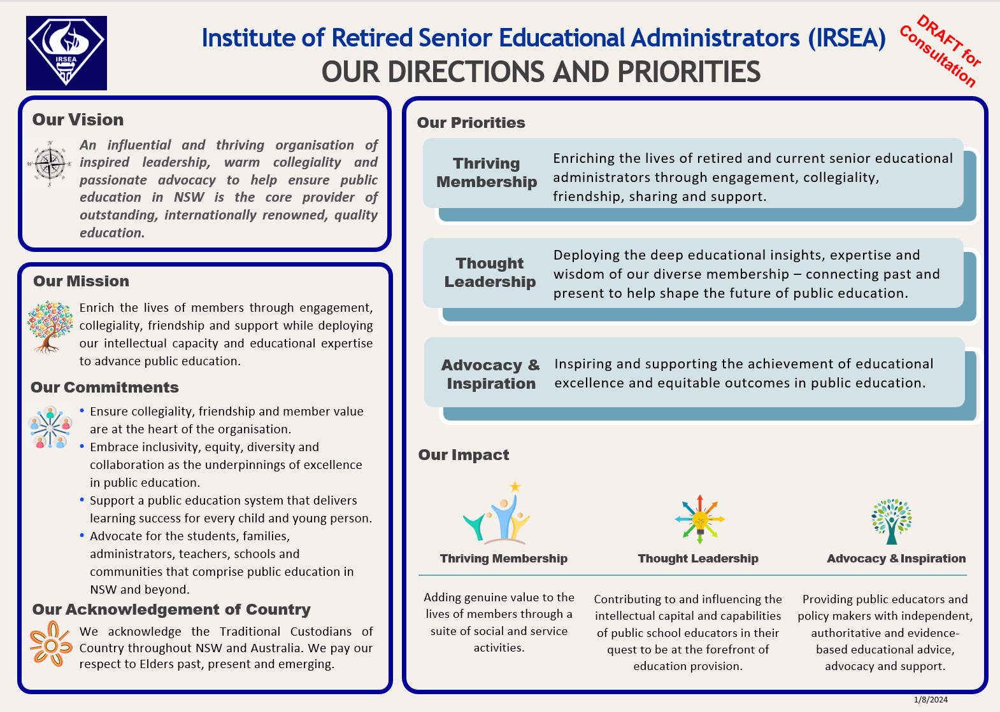 IRSEA
Institute of Retired Senior Educational Administrators (IRSEA)
OUR DIRECTIONS AND PRIORITIES
DRAFT for
Consultation
Our Vision
N
W E
S
An influential and thriving organisation of
inspired leadership, warm collegiality and
passionate advocacy to help ensure public
education in NSW is the core provider of
outstanding, internationally renowned, quality
education.
Our Mission
Enrich the lives of members through engagement,
collegiality, friendship and support while deploying
our intellectual capacity and educational expertise
to advance public education.
Our Commitments
• Ensure collegiality, friendship and member value
are at the heart of the organisation.
• Embrace inclusivity, equity, diversity and
collaboration as the underpinnings of excellence
in public education.
• Support a public education system that delivers
learning success for every child and young person.
• Advocate for the students, families,
administrators, teachers, schools and
communities that comprise public education in
NSW and beyond.
Our Acknowledgement of Country
We acknowledge the Traditional Custodians of
Country throughout NSW and Australia. We pay our
respect to Elders past, present and emerging.
Our Priorities
Thriving
Membership
Enriching the lives of retired and current senior educational
administrators through engagement, collegiality,
friendship, sharing and support.
Thought
Leadership
Deploying the deep educational insights, expertise and
wisdom of our diverse membership – connecting past and
present to help shape the future of public education.
Advocacy &
Inspiration
Inspiring and supporting the achievement of educational
excellence and equitable outcomes in public education.
Our Impact
Thriving Membership
Adding genuine value to the
lives of members through a
suite of social and service
activities.
Thought Leadership
Contributing to and influencing the
intellectual capital and capabilities
of public school educators in their
quest to be at the forefront of
education provision.
Advocacy & Inspiration
Providing public educators and
policy makers with independent,
authoritative and evidence-
based educational advice,
advocacy and support.
1/8/2024